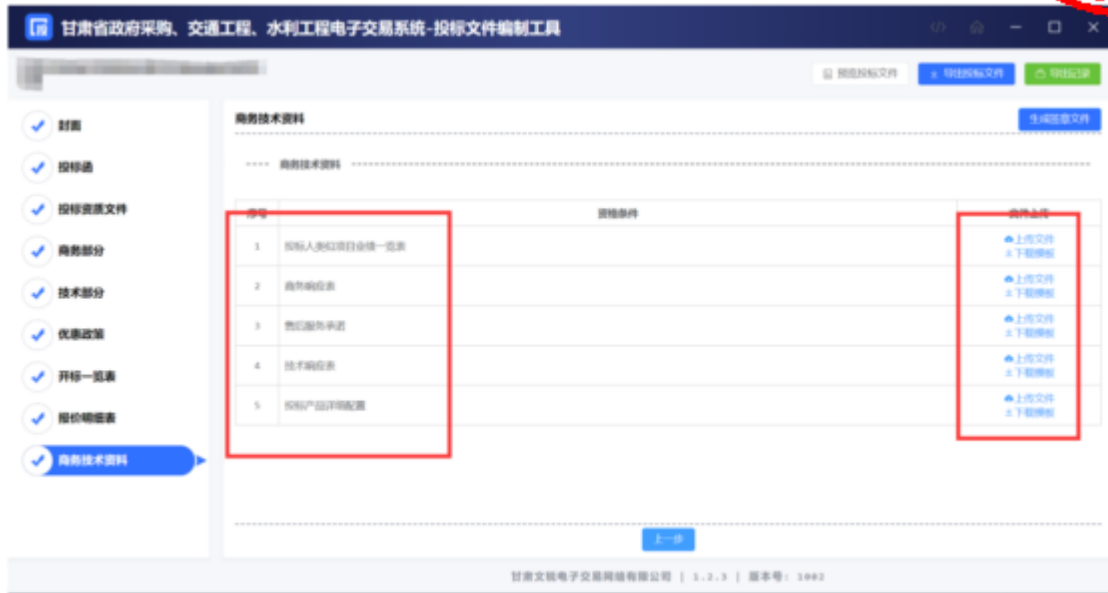 甘肃省政府采购、交通工程、水利工程电子交易系统-投标文件编制工具
预览投标文件
导出投标文件
导出记录
封面
投标函
投标资质文件
商务部分
技术部分
优惠政策
开标一览表
报价明细表
商务技术资料
商务技术资料
生成签章文件
商务技术资料
序号 资格条件 文件上传
1 投标人类似项目业绩一览表 上传文件
下载模板
2 商务响应表 上传文件
下载模板
3 售后服务承诺 上传文件
下载模板
4 技术响应表 上传文件
下载模板
5 投标产品详细配置 上传文件
下载模板
上一步
甘肃文锐电子交易网络有限公司 | 1.2.3 | 版本号: 1002